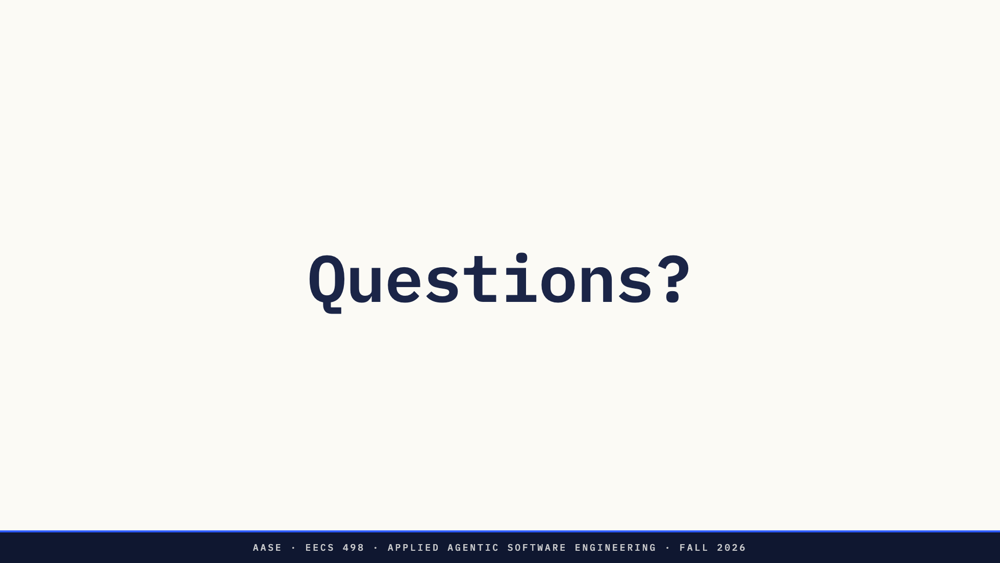 Questions?
AASE · EECS 498 · APPLIED AGENTIC SOFTWARE ENGINEERING · FALL 2026